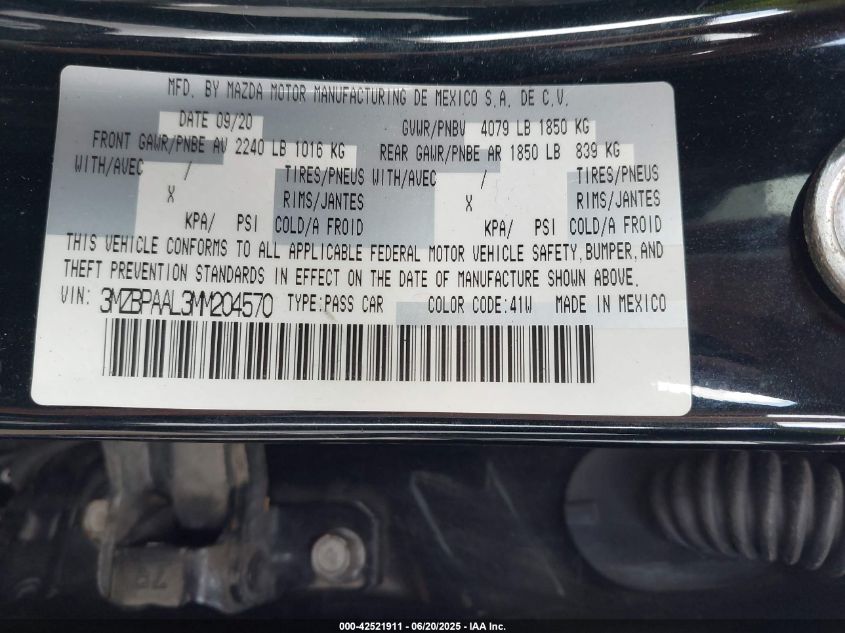 MFD. BY MAZDA MOTOR MANUFACTURING DE MEXICO S.A. DE C.V.
DATE 09/20 GVWR/PNBV 4079 LB 1850 KG
FRONT GAWR/PNBE AV 2240 LB 1016 KG REAR GAWR/PNBE AR 1850 LB 839 KG
WITH/AVEC / TIRES/PNEUS WITH/AVEC / TIRES/PNEUS
X RIMS/JANTES X RIMS/JANTES
KPA/ PSI COLD/A FROID KPA/ PSI COLD/A FROID
THIS VEHICLE CONFORMS TO ALL APPLICABLE FEDERAL MOTOR VEHICLE SAFETY, BUMPER, AND
THEFT PREVENTION STANDARDS IN EFFECT ON THE DATE OF MANUFACTURE SHOWN ABOVE.
VIN: 3MZBPAAL3MM204570 TYPE:PASS CAR COLOR CODE:41W MADE IN MEXICO
000-42521911 - 06/20/2025 - IAA Inc.